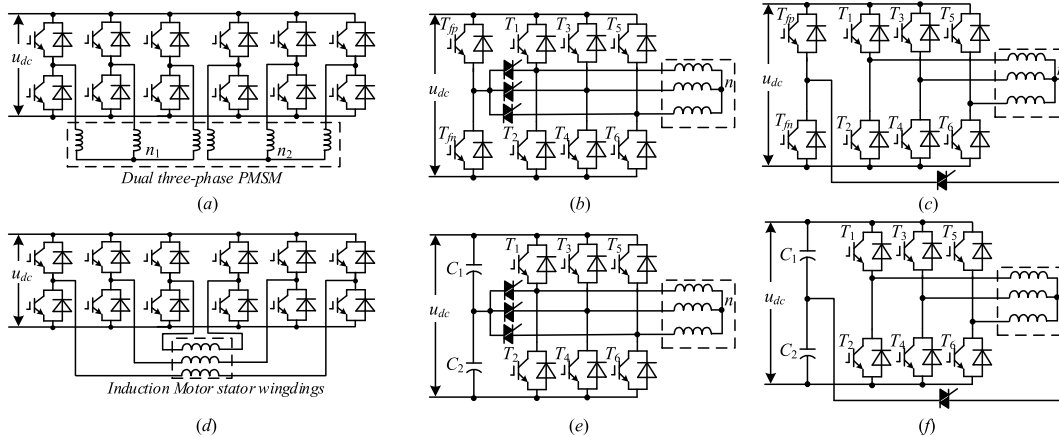 u_dc
n_1
n_2
Dual three-phase PMSM
(a)
T_fp T_1 T_3 T_5
u_dc
n
T_fn T_2 T_4 T_6
(b)
T_fp T_1 T_3 T_5
u_dc
T_fn T_2 T_4 T_6
(c)
u_dc
Induction Motor stator wingdings
(d)
T_1 T_3 T_5
C_1
u_dc
n
C_2
T_2 T_4 T_6
(e)
T_1 T_3 T_5
C_1
u_dc
C_2
T_2 T_4 T_6
(f)